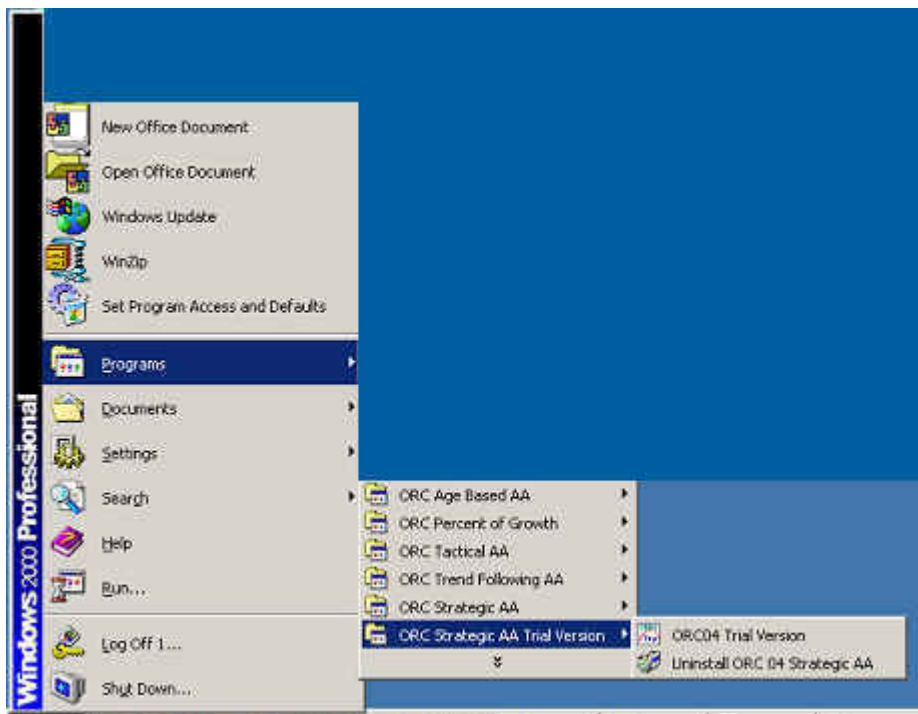 New Office Document
Open Office Document
Windows Update
WinZip
Set Program Access and Defaults
Programs
Documents
Settings
Search
Help
Run...
Log Off 1...
Shut Down...
Windows 2000 Professional
ORC Age Based AA
ORC Percent of Growth
ORC Tactical AA
ORC Trend Following AA
ORC Strategic AA
ORC Strategic AA Trial Version
ORC04 Trial Version
Uninstall ORC 04 Strategic AA